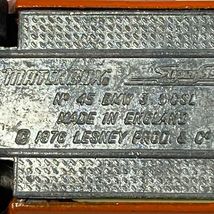 MATCHBOX SUPERFAST
Nº 45 BMW 3.0 CSL
MADE IN ENGLAND
© 1976 LESNEY PROD & Cº